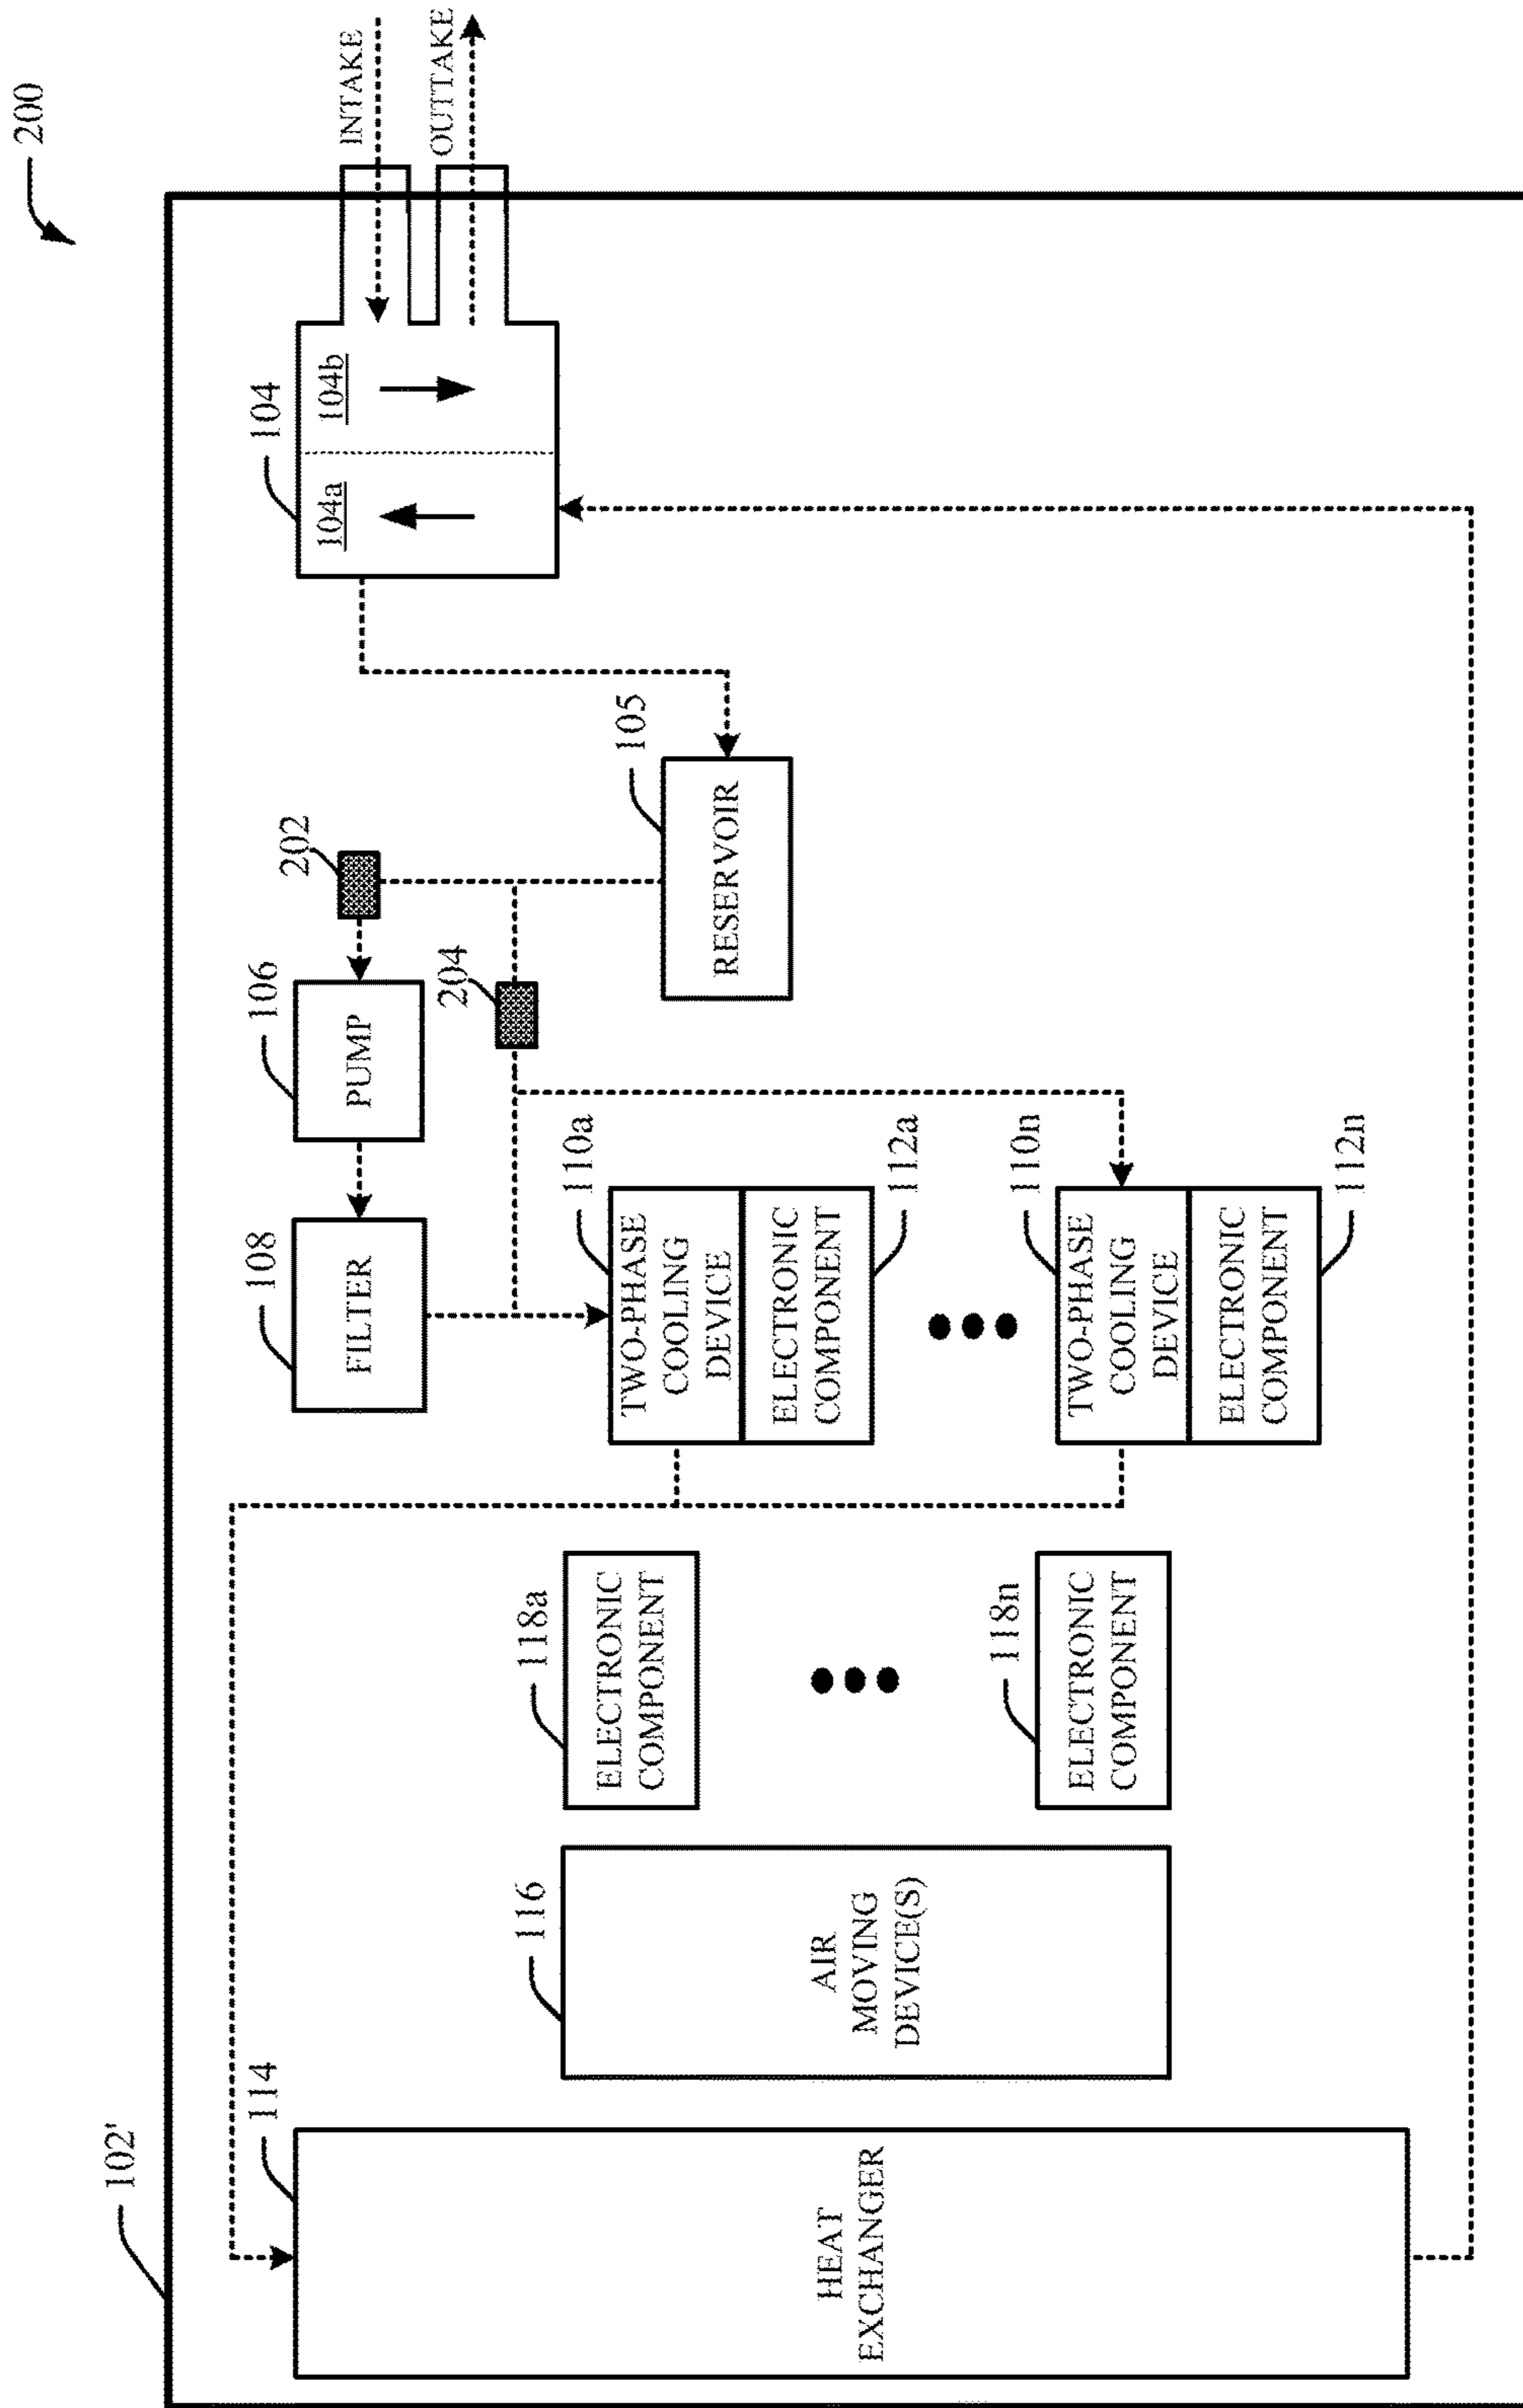 200
102'
114
108
106
202
104
104a
104b
INTAKE
OUTTAKE
FILTER
PUMP
204
116
118a
110a
105
TWO-PHASE
COOLING
DEVICE
ELECTRONIC
COMPONENT
112a
ELECTRONIC
COMPONENT
RESERVOIR
HEAT
EXCHANGER
AIR
MOVING
DEVICE(S)
118n
110n
ELECTRONIC
COMPONENT
TWO-PHASE
COOLING
DEVICE
ELECTRONIC
COMPONENT
112n